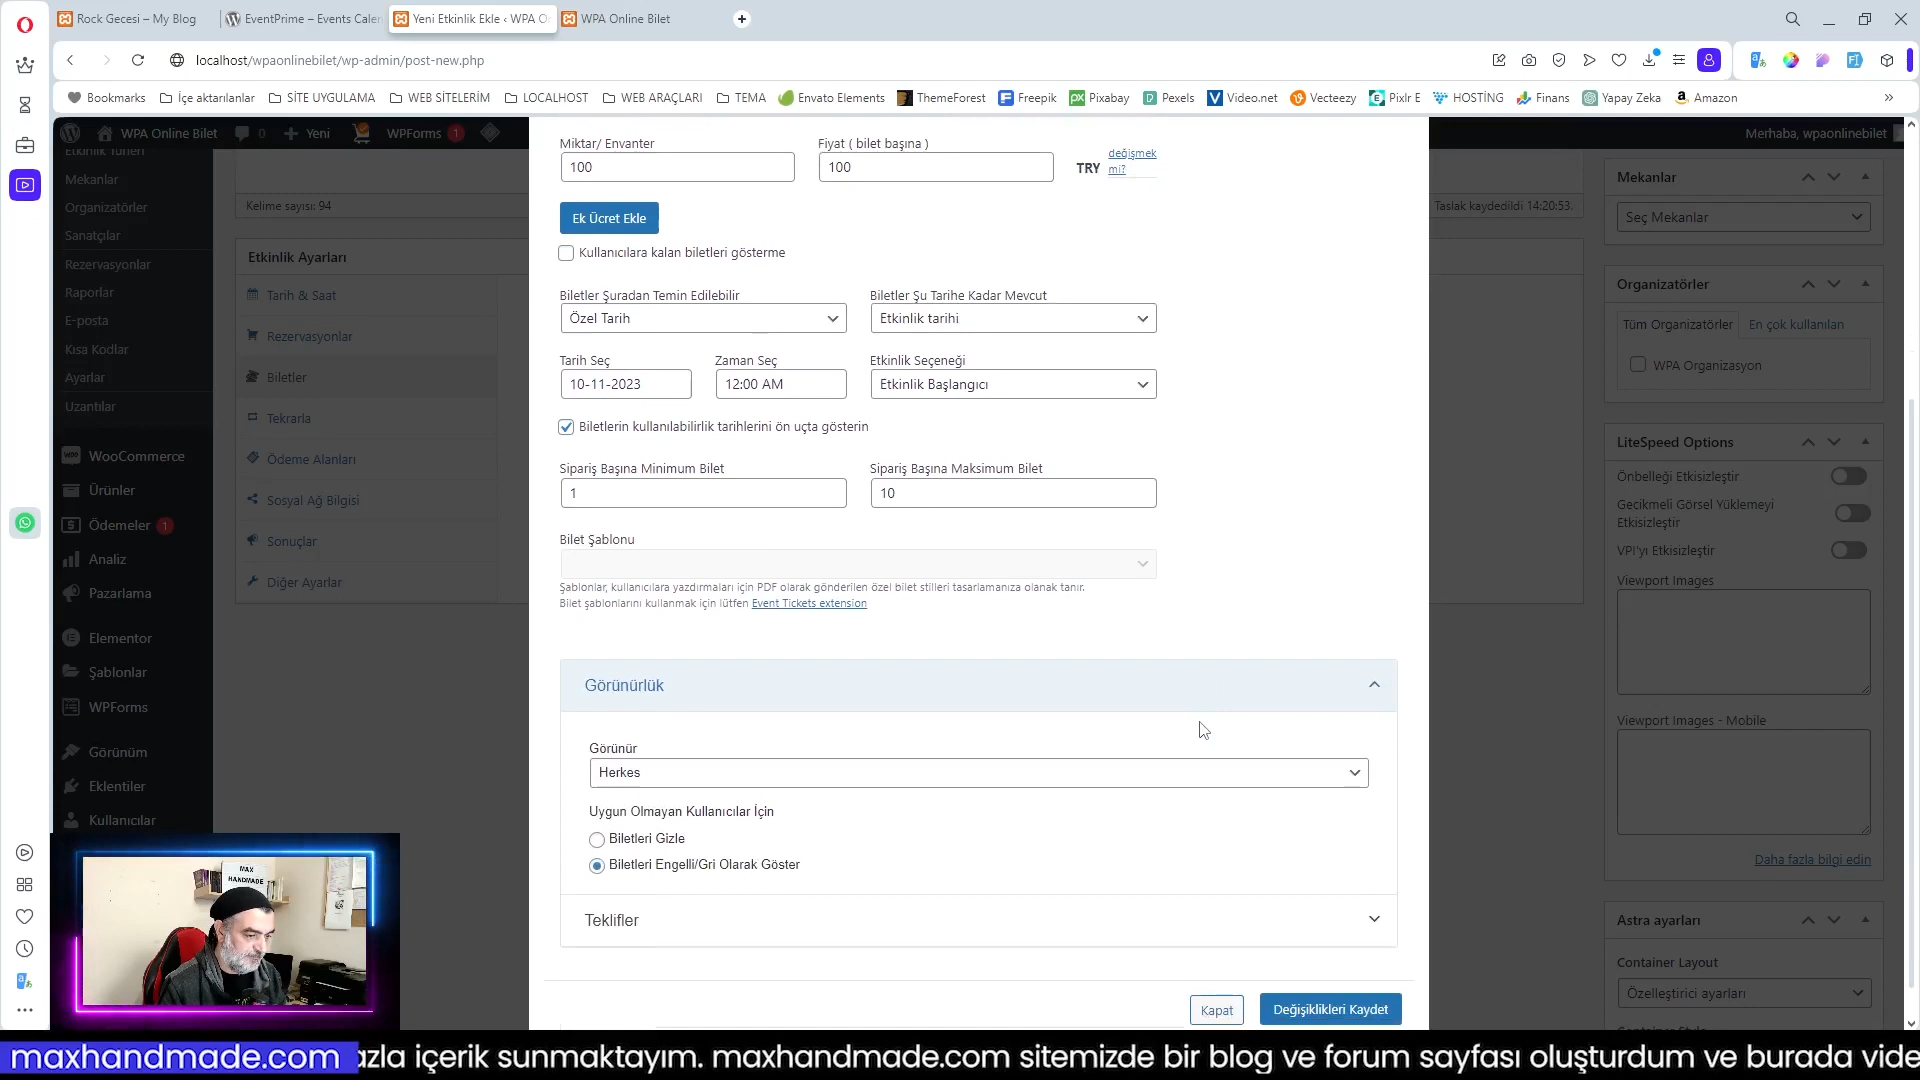 Rock Gecesi – My Blog
EventPrime – Events Calen
Yeni Etkinlik Ekle ‹ WPA O
WPA Online Bilet
localhost/wpaonlinebilet/wp-admin/post-new.php
Bookmarks
İçe aktarılanlar
SİTE UYGULAMA
WEB SİTELERİM
LOCALHOST
WEB ARAÇLARI
TEMA
Envato Elements
ThemeForest
Freepik
Pixabay
Pexels
Video.net
Vecteezy
Pixlr E
HOSTİNG
Finans
Yapay Zeka
Amazon
WPA Online Bilet
0
Yeni
WPForms 1
Merhaba, wpaonlinebilet
Etkinlik Türleri
Mekanlar
Organizatörler
Sanatçılar
Rezervasyonlar
Raporlar
E-posta
Kısa Kodlar
Ayarlar
Uzantılar
WooCommerce
Ürünler
Ödemeler 1
Analiz
Pazarlama
Elementor
Şablonlar
WPForms
Görünüm
Eklentiler
Kullanıcılar
Kelime sayısı: 94
Taslak kaydedildi 14:20:53.
Etkinlik Ayarları
Tarih & Saat
Rezervasyonlar
Biletler
Tekrarla
Ödeme Alanları
Sosyal Ağ Bilgisi
Sonuçlar
Diğer Ayarlar
Miktar/ Envanter
Fiyat ( bilet başına )
100
100
TRY
değişmek
mi?
Ek Ücret Ekle
Kullanıcılara kalan biletleri gösterme
Biletler Şuradan Temin Edilebilir
Biletler Şu Tarihe Kadar Mevcut
Özel Tarih
Etkinlik tarihi
Tarih Seç
Zaman Seç
Etkinlik Seçeneği
10-11-2023
12:00 AM
Etkinlik Başlangıcı
Biletlerin kullanılabilirlik tarihlerini ön uçta gösterin
Sipariş Başına Minimum Bilet
Sipariş Başına Maksimum Bilet
1
10
Bilet Şablonu
Şablonlar, kullanıcılara yazdırmaları için PDF olarak gönderilen özel bilet stilleri tasarlamanıza olanak tanır.
Bilet şablonlarını kullanmak için lütfen Event Tickets extension
Görünürlük
Görünür
Herkes
Uygun Olmayan Kullanıcılar İçin
Biletleri Gizle
Biletleri Engelli/Gri Olarak Göster
Teklifler
Kapat
Değişiklikleri Kaydet
Mekanlar
Seç Mekanlar
Organizatörler
Tüm Organizatörler
En çok kullanılan
WPA Organizasyon
LiteSpeed Options
Önbelleği Etkisizleştir
Gecikmeli Görsel Yüklemeyi
Etkisizleştir
VPI'yı Etkisizleştir
Viewport Images
Viewport Images - Mobile
Daha fazla bilgi edin
Astra ayarları
Container Layout
Özelleştirici ayarları
MAX
HANDMADE
maxhandmade.com
azla içerik sunmaktayım. maxhandmade.com sitemizde bir blog ve forum sayfası oluşturdum ve burada vide